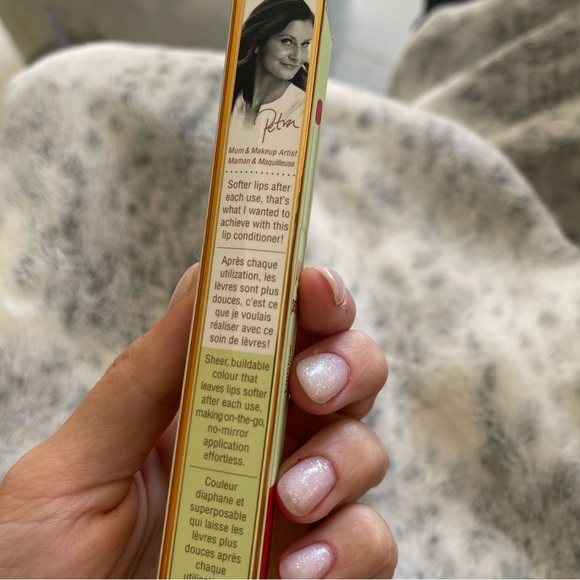 Petra
Mum & Makeup Artist
Maman & Maquilleuse
Softer lips after
each use, that's
what I wanted to
achieve with this
lip conditioner!
Après chaque
utilization, les
lèvres sont plus
douces, c'est ce
que je voulais
réaliser avec ce
soin de lèvres!
Sheer, buildable
colour that
leaves lips softer
after each use,
making on-the-go,
no-mirror
application
effortless.
Couleur
diaphane et
superposable
qui laisse les
lèvres plus
douces après
chaque
utilisation,